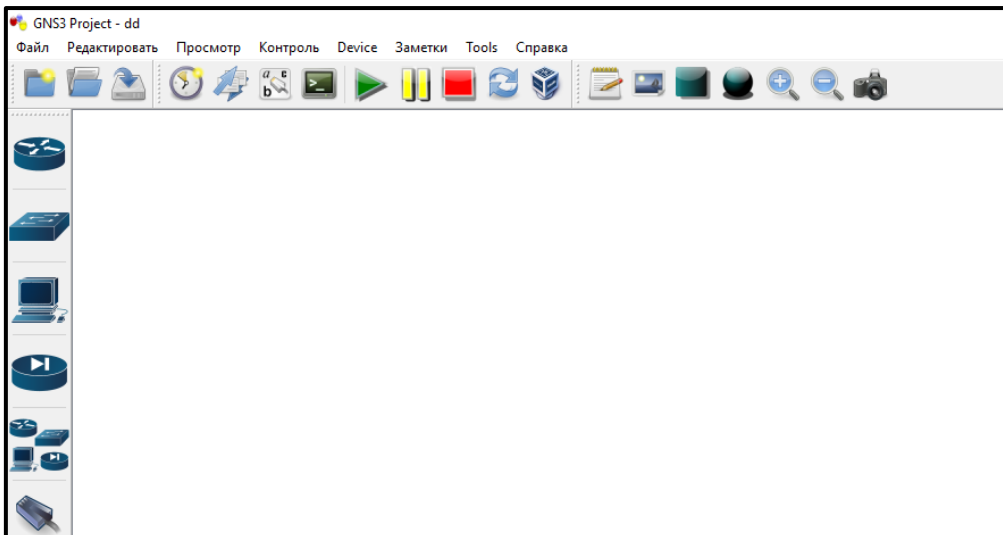 GNS3 Project - dd
Файл Редактировать Просмотр Контроль Device Заметки Tools Справка
a c
b
>_